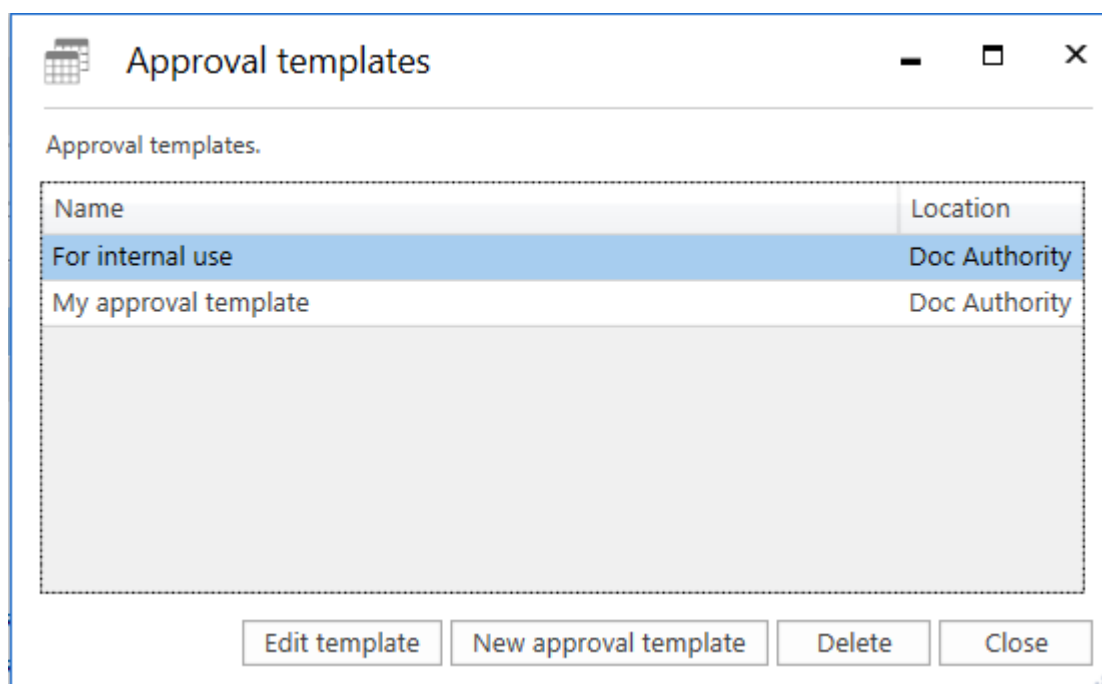 Approval templates
Approval templates.
Name Location
For internal use Doc Authority
My approval template Doc Authority
Edit template New approval template Delete Close